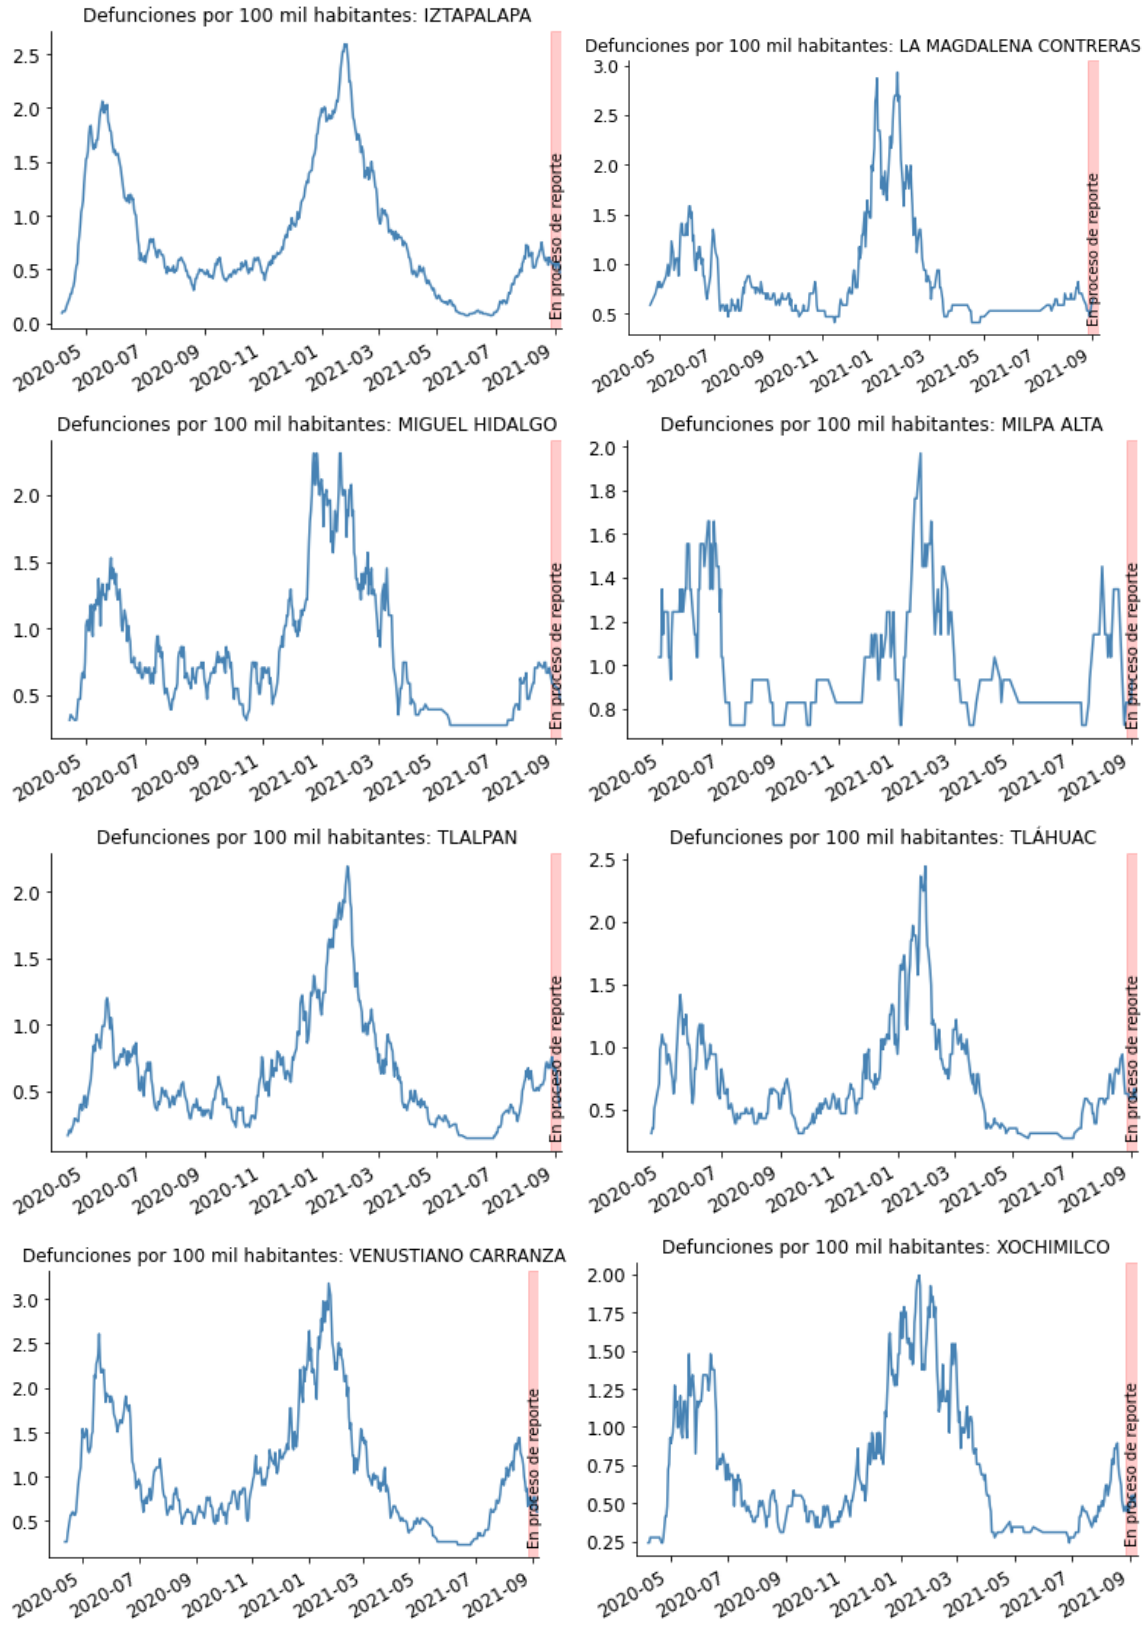 Defunciones por 100 mil habitantes: IZTAPALAPA
2.5
2.0
1.5
1.0
0.5
0.0
En proceso de reporte
2020-05 2020-07 2020-09 2020-11 2021-01 2021-03 2021-05 2021-07 2021-09
Defunciones por 100 mil habitantes: LA MAGDALENA CONTRERAS
3.0
2.5
2.0
1.5
1.0
0.5
En proceso de reporte
2020-05 2020-07 2020-09 2020-11 2021-01 2021-03 2021-05 2021-07 2021-09
Defunciones por 100 mil habitantes: MIGUEL HIDALGO
2.0
1.5
1.0
0.5
En proceso de reporte
2020-05 2020-07 2020-09 2020-11 2021-01 2021-03 2021-05 2021-07 2021-09
Defunciones por 100 mil habitantes: MILPA ALTA
2.0
1.8
1.6
1.4
1.2
1.0
0.8
En proceso de reporte
2020-05 2020-07 2020-09 2020-11 2021-01 2021-03 2021-05 2021-07 2021-09
Defunciones por 100 mil habitantes: TLALPAN
2.0
1.5
1.0
0.5
En proceso de reporte
2020-05 2020-07 2020-09 2020-11 2021-01 2021-03 2021-05 2021-07 2021-09
Defunciones por 100 mil habitantes: TLÁHUAC
2.5
2.0
1.5
1.0
0.5
En proceso de reporte
2020-05 2020-07 2020-09 2020-11 2021-01 2021-03 2021-05 2021-07 2021-09
Defunciones por 100 mil habitantes: VENUSTIANO CARRANZA
3.0
2.5
2.0
1.5
1.0
0.5
En proceso de reporte
2020-05 2020-07 2020-09 2020-11 2021-01 2021-03 2021-05 2021-07 2021-09
Defunciones por 100 mil habitantes: XOCHIMILCO
2.00
1.75
1.50
1.25
1.00
0.75
0.50
0.25
En proceso de reporte
2020-05 2020-07 2020-09 2020-11 2021-01 2021-03 2021-05 2021-07 2021-09